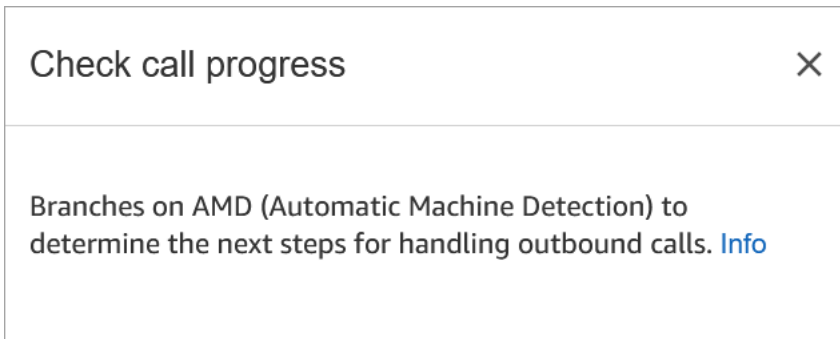 Check call progress
Branches on AMD (Automatic Machine Detection) to
determine the next steps for handling outbound calls. Info